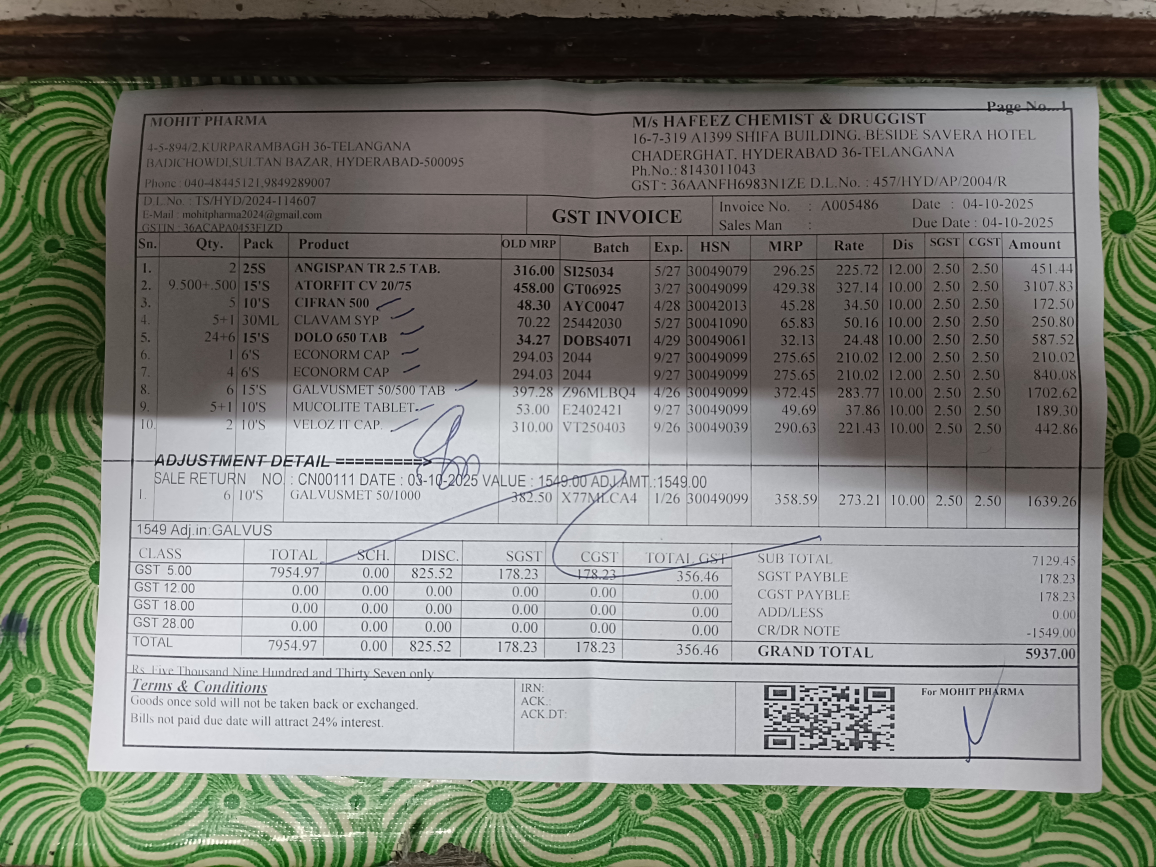 Page No...1
MOHIT PHARMA
4-5-894/2,KURPARAMBAGH 36-TELANGANA
BADICHOWDI,SULTAN BAZAR, HYDERABAD-500095
Phone : 040-48445121,9849289007
M/s HAFEEZ CHEMIST & DRUGGIST
16-7-319 A1399 SHIFA BUILDING, BESIDE SAVERA HOTEL
CHADERGHAT, HYDERABAD 36-TELANGANA
Ph.No.: 8143011043
GST : 36AANFH6983N1ZE D.L.No. : 457/HYD/AP/2004/R
D.L.No. : TS/HYD/2024-114607
E-Mail : mohitpharma2024@gmail.com
GSTIN : 36ACAPA0453F1ZD
GST INVOICE
Invoice No. : A005486 Date : 04-10-2025
Sales Man : Due Date : 04-10-2025
Sn. Qty. Pack Product OLD MRP Batch Exp. HSN MRP Rate Dis SGST CGST Amount
1. 2 25S ANGISPAN TR 2.5 TAB. 316.00 SI25034 5/27 30049079 296.25 225.72 12.00 2.50 2.50 451.44
2. 9.500+.500 15'S ATORFIT CV 20/75 458.00 GT06925 3/27 30049099 429.38 327.14 10.00 2.50 2.50 3107.83
3. 5 10'S CIFRAN 500 48.30 AYC0047 4/28 30042013 45.28 34.50 10.00 2.50 2.50 172.50
4. 5+1 30ML CLAVAM SYP 70.22 25442030 5/27 30041090 65.83 50.16 10.00 2.50 2.50 250.80
5. 24+6 15'S DOLO 650 TAB 34.27 DOBS4071 4/29 30049061 32.13 24.48 10.00 2.50 2.50 587.52
6. 1 6'S ECONORM CAP 294.03 2044 9/27 30049099 275.65 210.02 12.00 2.50 2.50 210.02
7. 4 6'S ECONORM CAP 294.03 2044 9/27 30049099 275.65 210.02 12.00 2.50 2.50 840.08
8. 6 15'S GALVUSMET 50/500 TAB 397.28 Z96MLBQ4 4/26 30049099 372.45 283.77 10.00 2.50 2.50 1702.62
9. 5+1 10'S MUCOLITE TABLET 53.00 E2402421 9/27 30049099 49.69 37.86 10.00 2.50 2.50 189.30
10. 2 10'S VELOZ IT CAP. 310.00 VT250403 9/26 30049039 290.63 221.43 10.00 2.50 2.50 442.86
ADJUSTMENT DETAIL ==========>
SALE RETURN NO. : CN00111 DATE : 03-10-2025 VALUE : 1549.00 ADJ.AMT.:1549.00
1. 6 10'S GALVUSMET 50/1000 382.50 X77MLCA4 1/26 30049099 358.59 273.21 10.00 2.50 2.50 1639.26
1549 Adj.in:GALVUS
CLASS TOTAL SCH. DISC. SGST CGST TOTAL GST
GST 5.00 7954.97 0.00 825.52 178.23 178.23 356.46
GST 12.00 0.00 0.00 0.00 0.00 0.00 0.00
GST 18.00 0.00 0.00 0.00 0.00 0.00 0.00
GST 28.00 0.00 0.00 0.00 0.00 0.00 0.00
TOTAL 7954.97 0.00 825.52 178.23 178.23 356.46
SUB TOTAL 7129.45
SGST PAYBLE 178.23
CGST PAYBLE 178.23
ADD/LESS 0.00
CR/DR NOTE -1549.00
GRAND TOTAL 5937.00
Rs. Five Thousand Nine Hundred and Thirty Seven only
Terms & Conditions
Goods once sold will not be taken back or exchanged.
Bills not paid due date will attract 24% interest.
IRN:
ACK.:
ACK.DT:
For MOHIT PHARMA